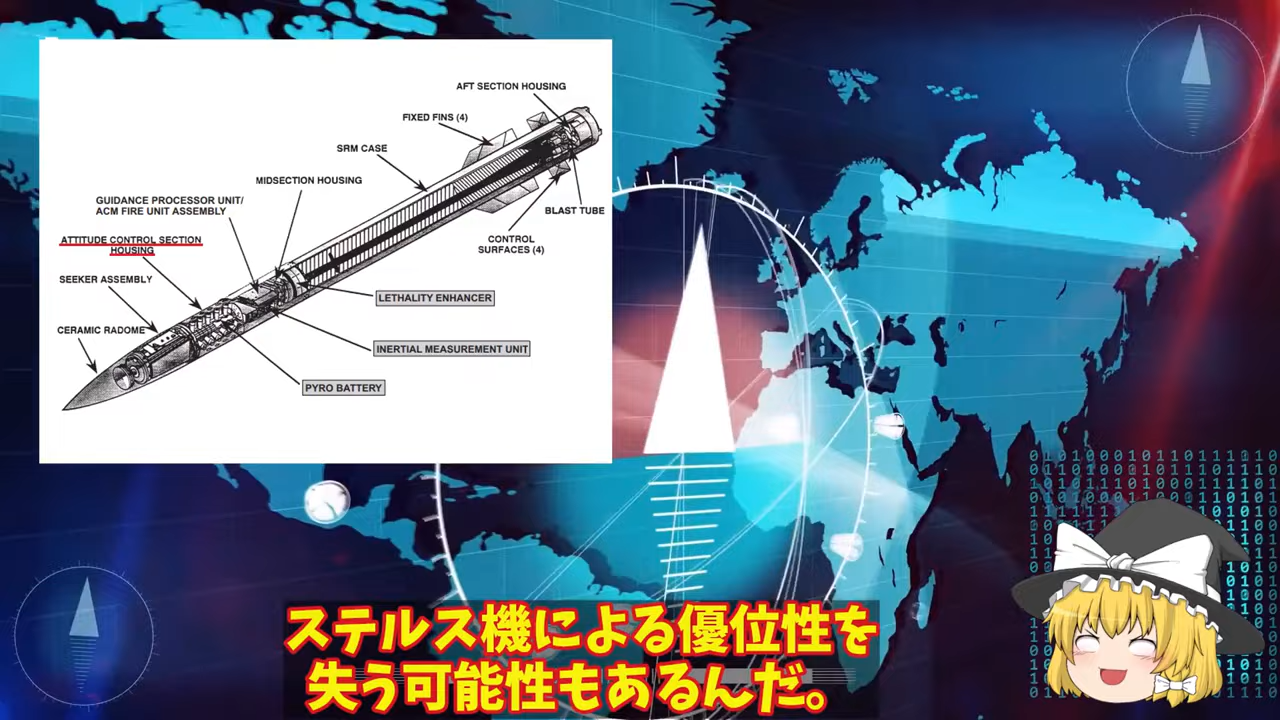 AFT SECTION HOUSING
FIXED FINS (4)
SRM CASE
MIDSECTION HOUSING
GUIDANCE PROCESSOR UNIT/
ACM FIRE UNIT ASSEMBLY
BLAST TUBE
ATTITUDE CONTROL SECTION
HOUSING
CONTROL
SURFACES (4)
SEEKER ASSEMBLY
LETHALITY ENHANCER
CERAMIC RADOME
INERTIAL MEASUREMENT UNIT
PYRO BATTERY
ステルス機による優位性を
失う可能性もあるんだ。